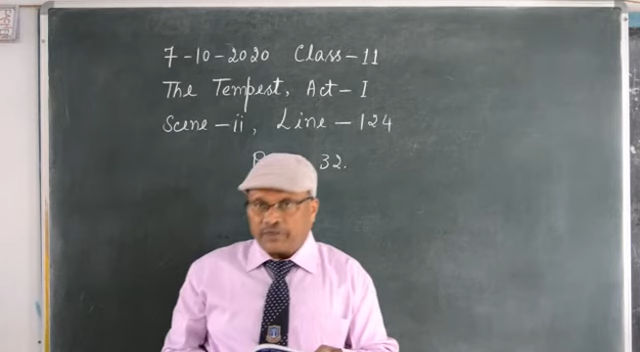 7-10-2020 Class-11
The Tempest, Act-I
Scene-ii, Line-124
32.